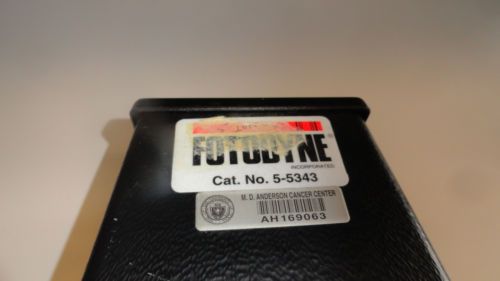 FOTODYNE®
INCORPORATED
Cat. No. 5-5343
M. D. ANDERSON CANCER CENTER
AH169063